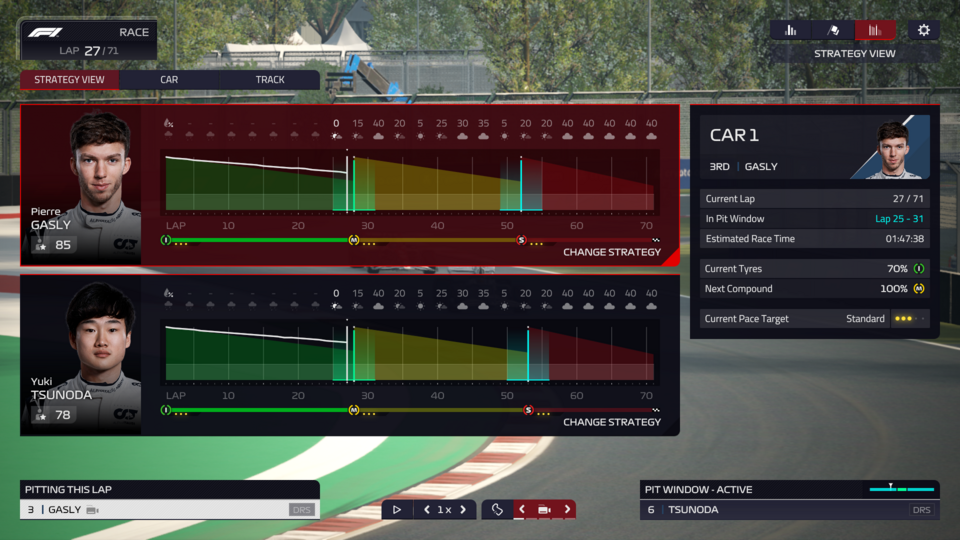 F1 RACE
LAP 27/71
STRATEGY VIEW CAR TRACK
STRATEGY VIEW
% - - - - - - - 0 15 40 20 5 25 30 35 5 20 20 40 40 40 40 40
Pierre
GASLY
85
LAP 10 20 30 40 50 60 70
I M S
CHANGE STRATEGY
% - - - - - - - 0 15 40 20 5 25 30 35 5 20 20 40 40 40 40 40
Yuki
TSUNODA
78
LAP 10 20 30 40 50 60 70
I M S
CHANGE STRATEGY
CAR 1
3RD | GASLY
Current Lap 27 / 71
In Pit Window Lap 25 - 31
Estimated Race Time 01:47:38
Current Tyres 70% I
Next Compound 100% M
Current Pace Target Standard
PITTING THIS LAP
3 | GASLY DRS
1x
PIT WINDOW - ACTIVE
6 | TSUNODA DRS